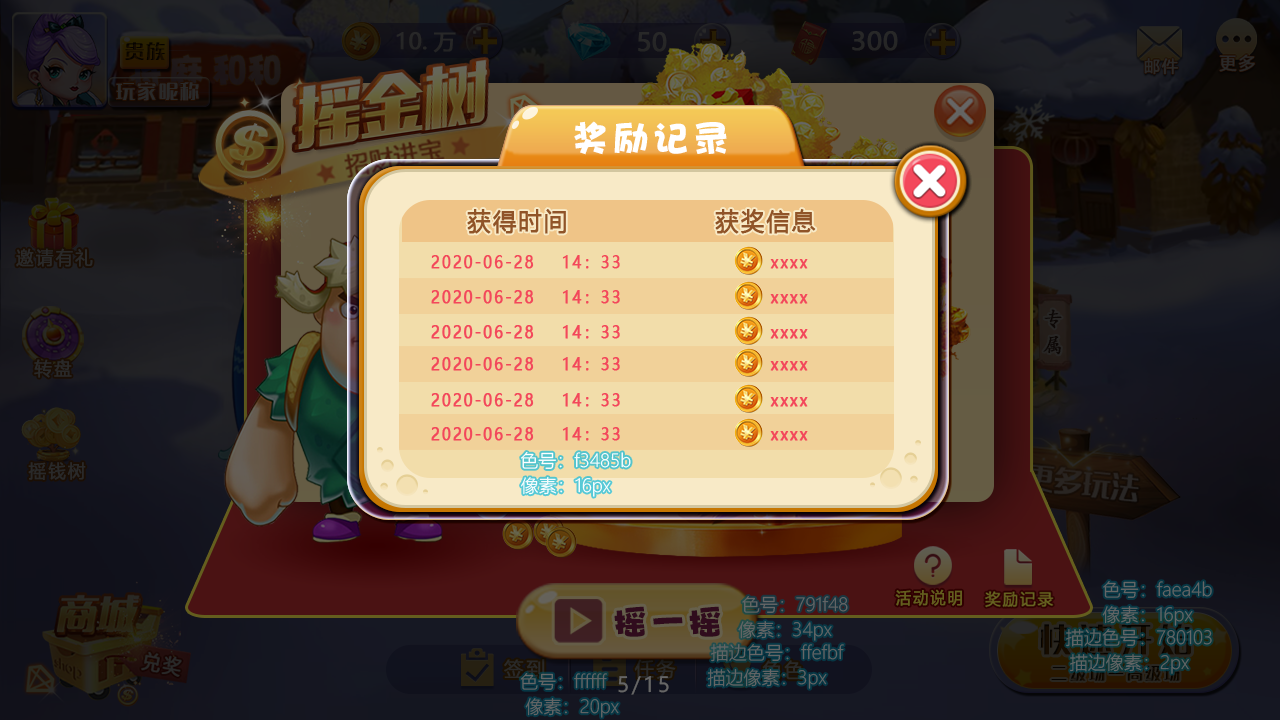 10.万
50
300
贵族
玩家昵称
和和
邮件
更多
摇金树
招财进宝
奖励记录
获得时间 获奖信息
2020-06-28 14：33 xxxx
2020-06-28 14：33 xxxx
2020-06-28 14：33 xxxx
2020-06-28 14：33 xxxx
2020-06-28 14：33 xxxx
2020-06-28 14：33 xxxx
色号：f3485b
像素：16px
邀请有礼
转盘
摇钱树
专属
更多玩法
活动说明
奖励记录
摇一摇
色号：791f48
像素：34px
描边色号：ffefbf
描边像素：3px
色号：faea4b
像素：16px
描边色号：780103
描边像素：2px
快速开始
商城
shop
兑奖
签到
任务
色号：ffffff
像素：20px
5/15